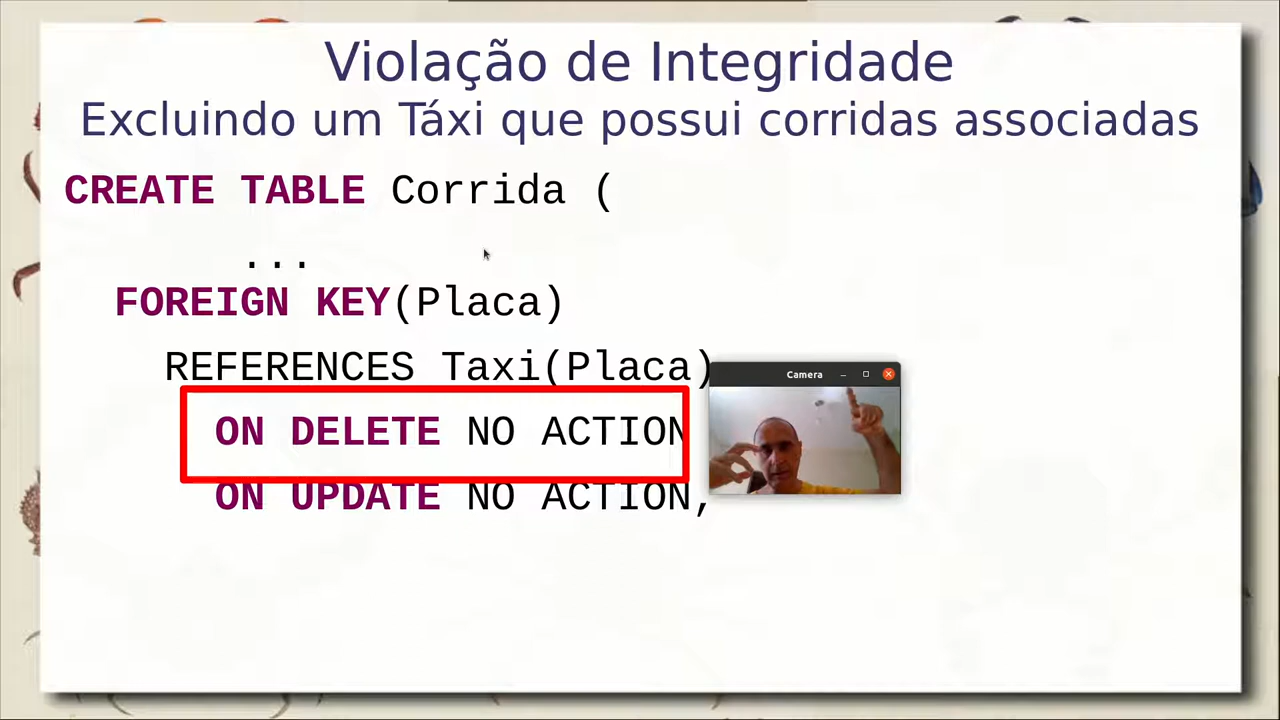 Violação de Integridade
Excluindo um Táxi que possui corridas associadas
CREATE TABLE Corrida (
...
FOREIGN KEY(Placa)
REFERENCES Taxi(Placa)
Camera
ON DELETE NO ACTION
ON UPDATE NO ACTION,